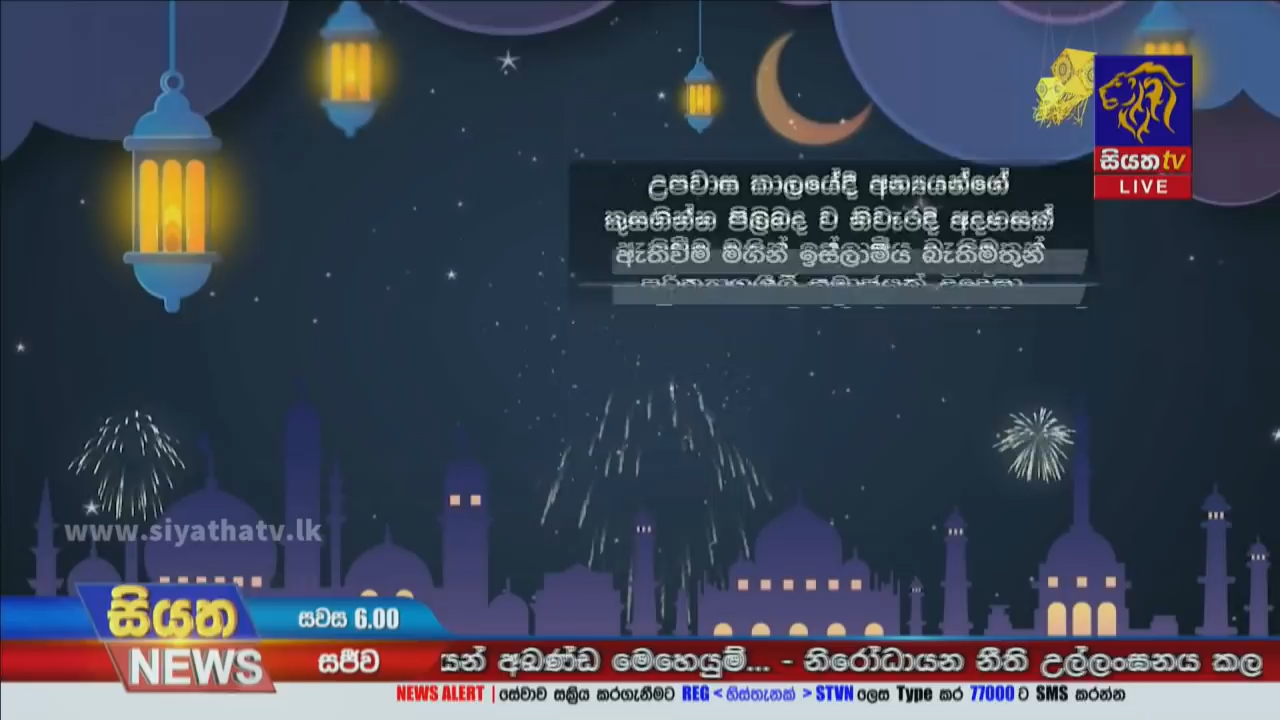 සියත tv
LIVE
උපවාස කාලයේදී අන්‍යයන්ගේ
කුසගින්න පිලිබද ව නිවැරදි අදහසක්
ඇතිවීම මගින් ඉස්ලාමීය බැතිමතුන්
www.siyathatv.lk
සියත
NEWS
සවස 6.00
සජීව
යන් අඛණ්ඩ මෙහෙයුම්... - නිරෝධායන නීති උල්ලංඝනය කල
NEWS ALERT | සේවාව සක්‍රිය කරගැනීමට REG < හිස්තැනක් > STVN ලෙස Type කර 77000 ට SMS කරන්න